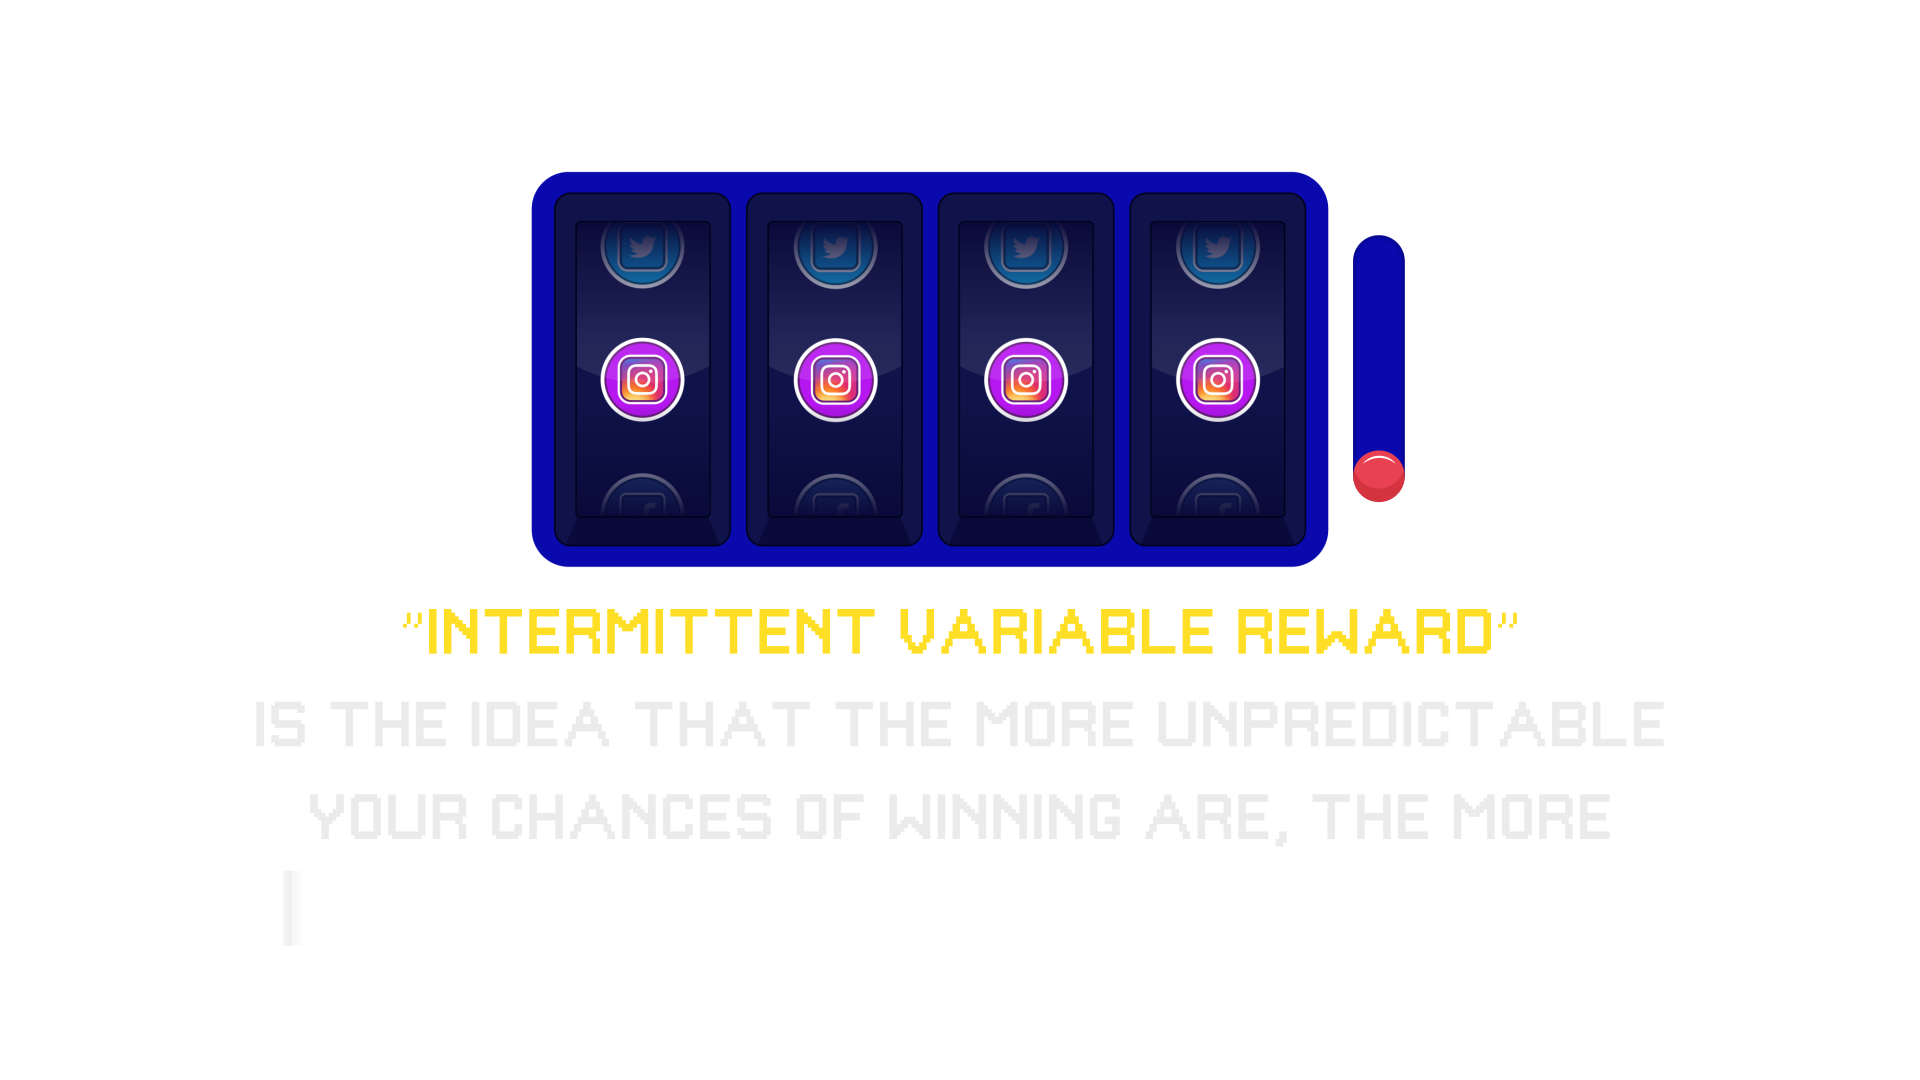 "INTERMITTENT VARIABLE REWARD"
IS THE IDEA THAT THE MORE UNPREDICTABLE
YOUR CHANCES OF WINNING ARE, THE MORE